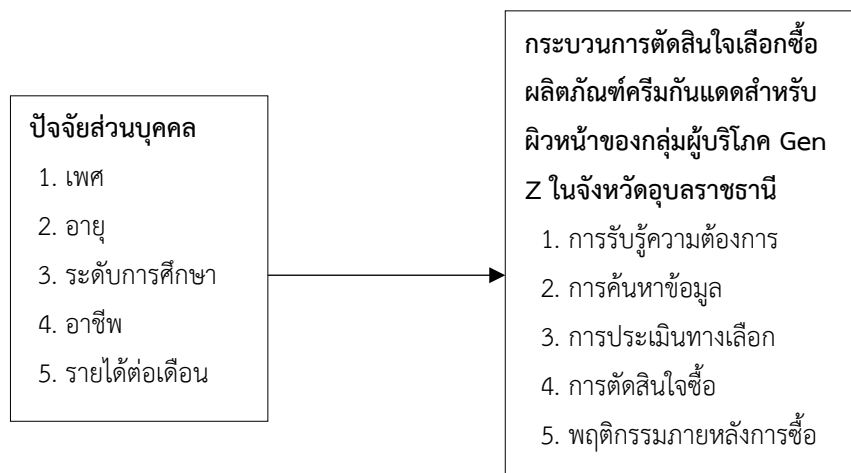 ปัจจัยส่วนบุคคล
1. เพศ
2. อายุ
3. ระดับการศึกษา
4. อาชีพ
5. รายได้ต่อเดือน
กระบวนการตัดสินใจเลือกซื้อ
ผลิตภัณฑ์ครีมกันแดดสำหรับ
ผิวหน้าของกลุ่มผู้บริโภค Gen
Z ในจังหวัดอุบลราชธานี
1. การรับรู้ความต้องการ
2. การค้นหาข้อมูล
3. การประเมินทางเลือก
4. การตัดสินใจซื้อ
5. พฤติกรรมภายหลังการซื้อ